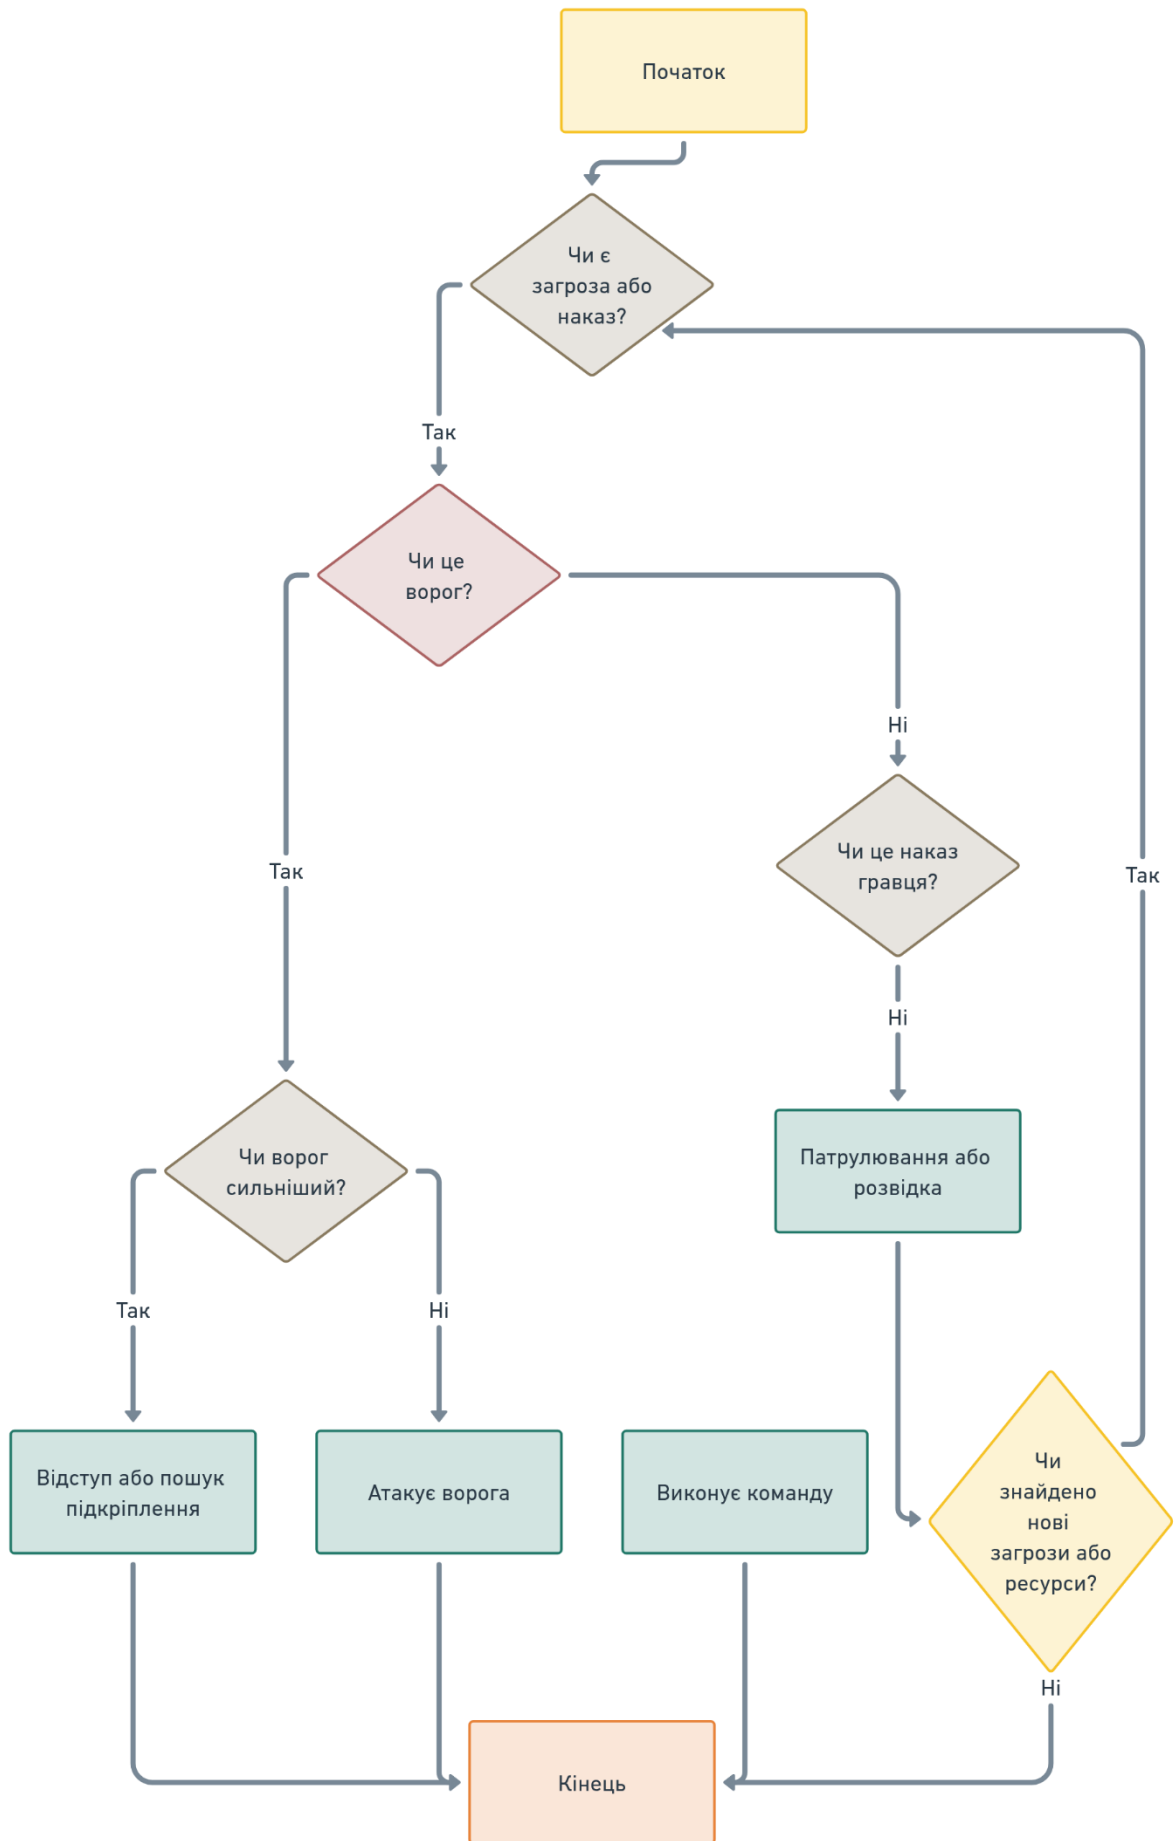 Початок
Чи є
загроза або
наказ?
Так
Чи це
ворог?
Ні
Чи це наказ
гравця?
Так
Так
Ні
Чи ворог
сильніший?
Патрулювання або
розвідка
Так
Ні
Відступ або пошук
підкріплення
Атакує ворога
Виконує команду
Чи
знайдено
нові
загрози або
ресурси?
Ні
Кінець